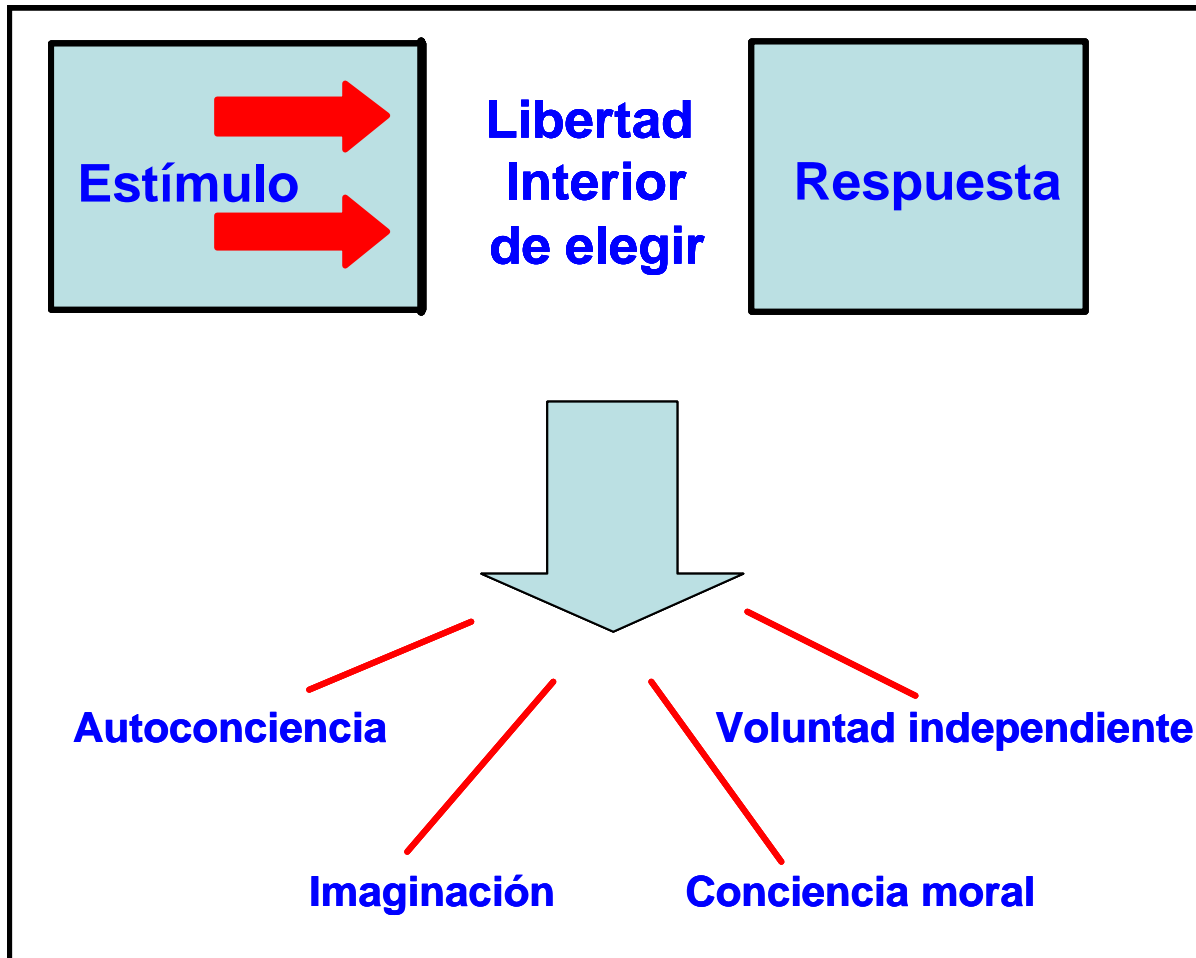 Estímulo
Libertad
Interior
de elegir
Respuesta
Autoconciencia
Voluntad independiente
Imaginación
Conciencia moral